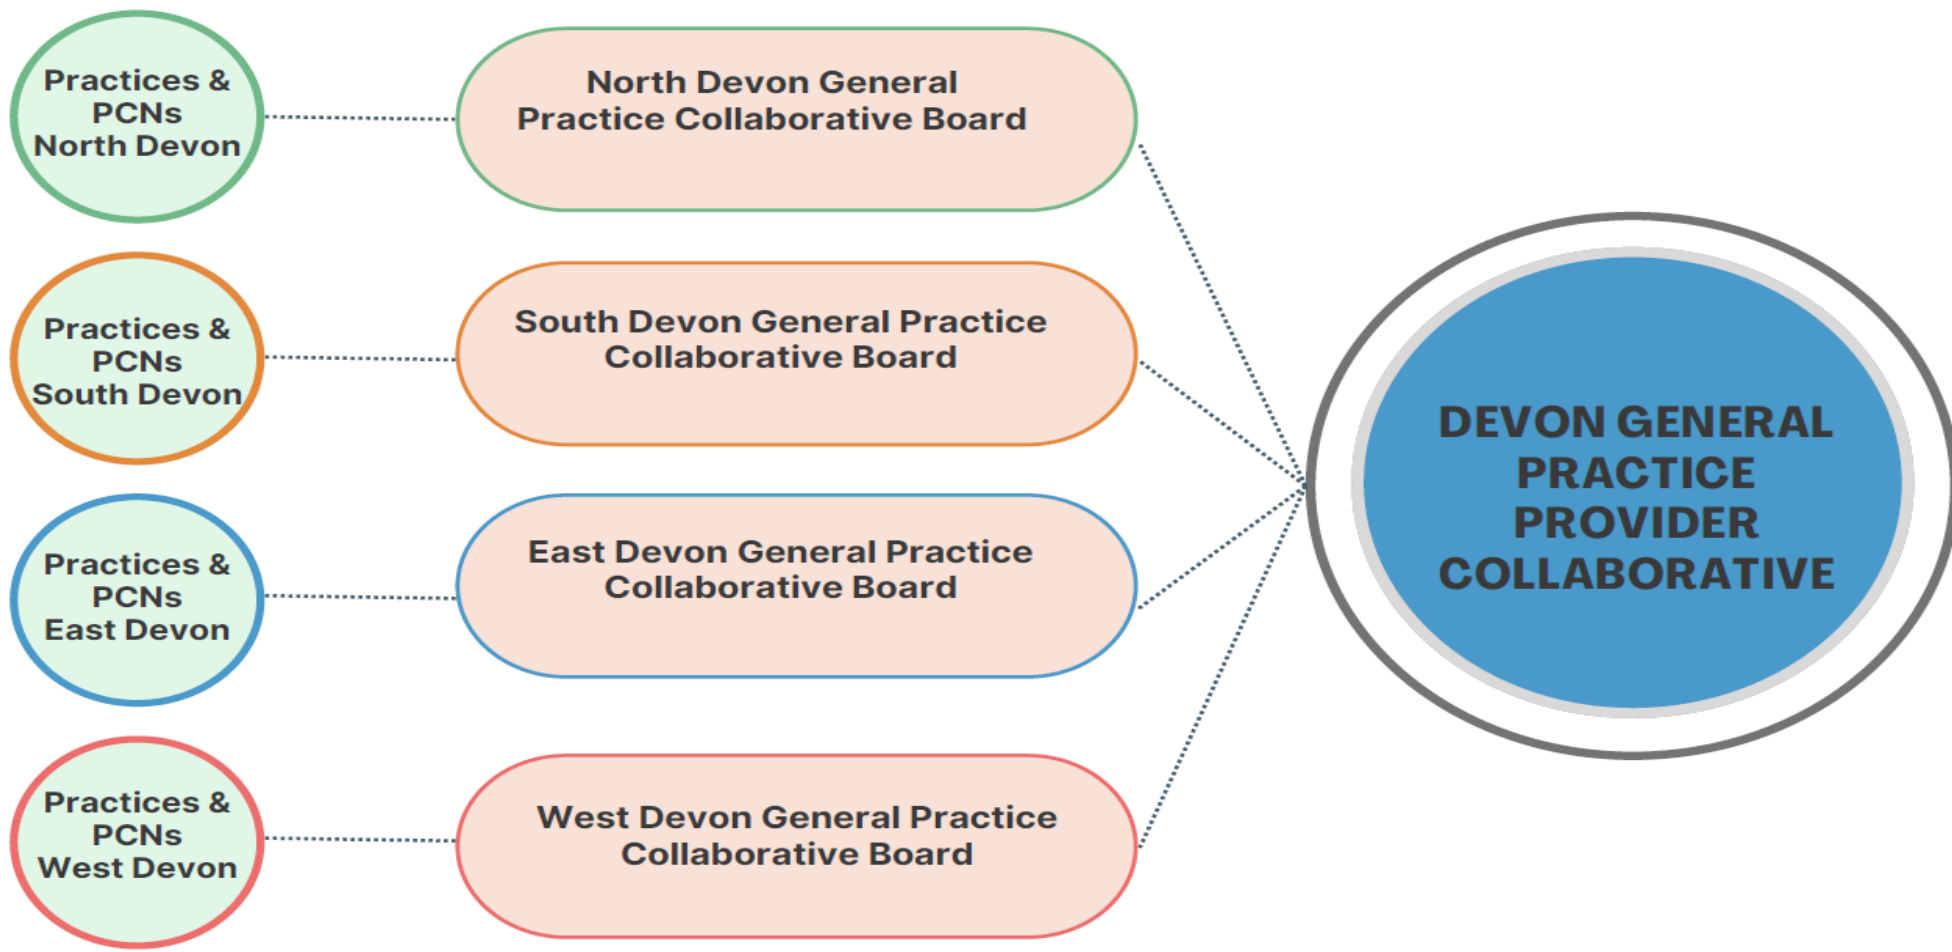 Practices &
PCNs
North Devon
North Devon General
Practice Collaborative Board
Practices &
PCNs
South Devon
South Devon General Practice
Collaborative Board
Practices &
PCNs
East Devon
East Devon General Practice
Collaborative Board
Practices &
PCNs
West Devon
West Devon General Practice
Collaborative Board
DEVON GENERAL
PRACTICE
PROVIDER
COLLABORATIVE